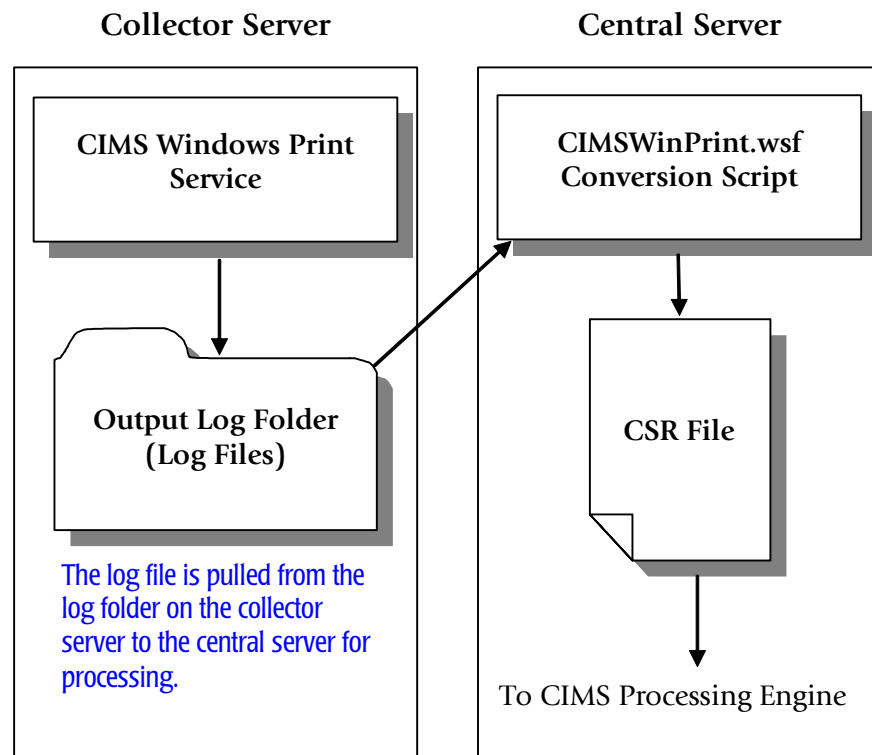 Collector Server
Central Server
CIMS Windows Print
Service
CIMSWinPrint.wsf
Conversion Script
Output Log Folder
(Log Files)
CSR File
The log file is pulled from the
log folder on the collector
server to the central server for
processing.
To CIMS Processing Engine